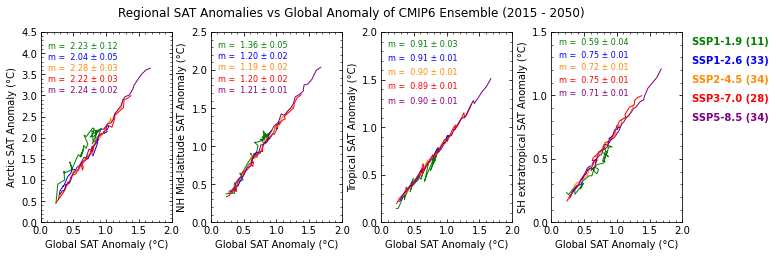 Regional SAT Anomalies vs Global Anomaly of CMIP6 Ensemble (2015 - 2050)
Arctic SAT Anomaly (°C)
4.5
4.0
3.5
3.0
2.5
2.0
1.5
1.0
0.5
0.0
m = 2.23 ± 0.12
m = 2.04 ± 0.05
m = 2.28 ± 0.03
m = 2.22 ± 0.03
m = 2.24 ± 0.02
0.0 0.5 1.0 1.5 2.0
Global SAT Anomaly (°C)
NH Mid-latitude SAT Anomaly (°C)
2.5
2.0
1.5
1.0
0.5
0.0
m = 1.36 ± 0.05
m = 1.20 ± 0.02
m = 1.19 ± 0.02
m = 1.20 ± 0.02
m = 1.21 ± 0.01
0.0 0.5 1.0 1.5 2.0
Global SAT Anomaly (°C)
Tropical SAT Anomaly (°C)
2.0
1.5
1.0
0.5
0.0
m = 0.91 ± 0.03
m = 0.91 ± 0.01
m = 0.90 ± 0.01
m = 0.89 ± 0.01
m = 0.90 ± 0.01
0.0 0.5 1.0 1.5 2.0
Global SAT Anomaly (°C)
SH extratropical SAT Anomaly (°C)
1.5
1.0
0.5
0.0
m = 0.59 ± 0.04
m = 0.75 ± 0.01
m = 0.72 ± 0.01
m = 0.75 ± 0.01
m = 0.71 ± 0.01
0.0 0.5 1.0 1.5 2.0
Global SAT Anomaly (°C)
SSP1-1.9 (11)
SSP1-2.6 (33)
SSP2-4.5 (34)
SSP3-7.0 (28)
SSP5-8.5 (34)